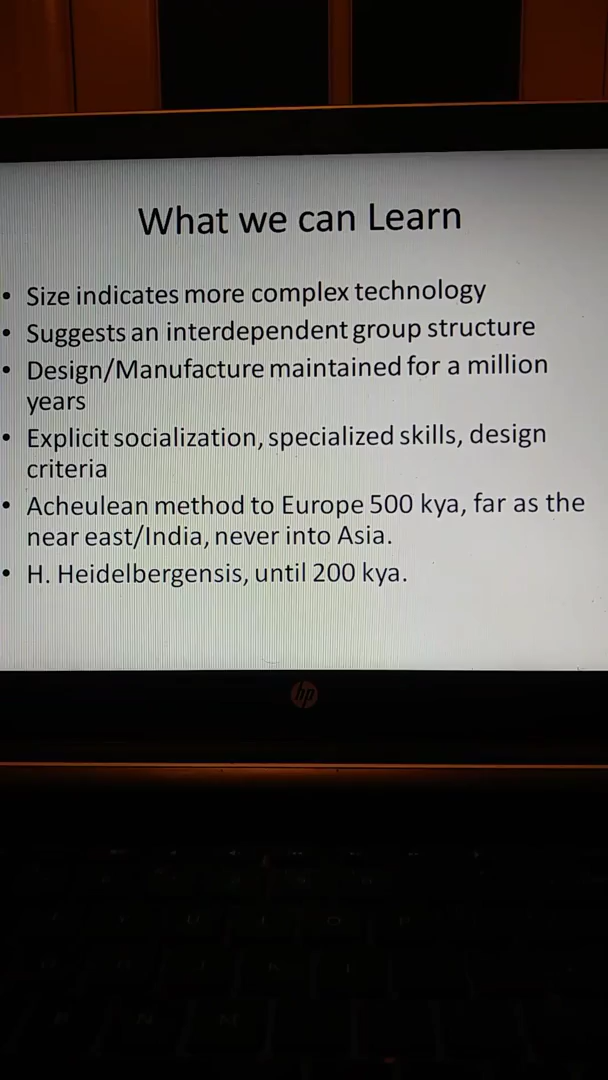 What we can Learn
• Size indicates more complex technology
• Suggests an interdependent group structure
• Design/Manufacture maintained for a million
years
• Explicit socialization, specialized skills, design
criteria
• Acheulean method to Europe 500 kya, far as the
near east/India, never into Asia.
• H. Heidelbergensis, until 200 kya.
hp